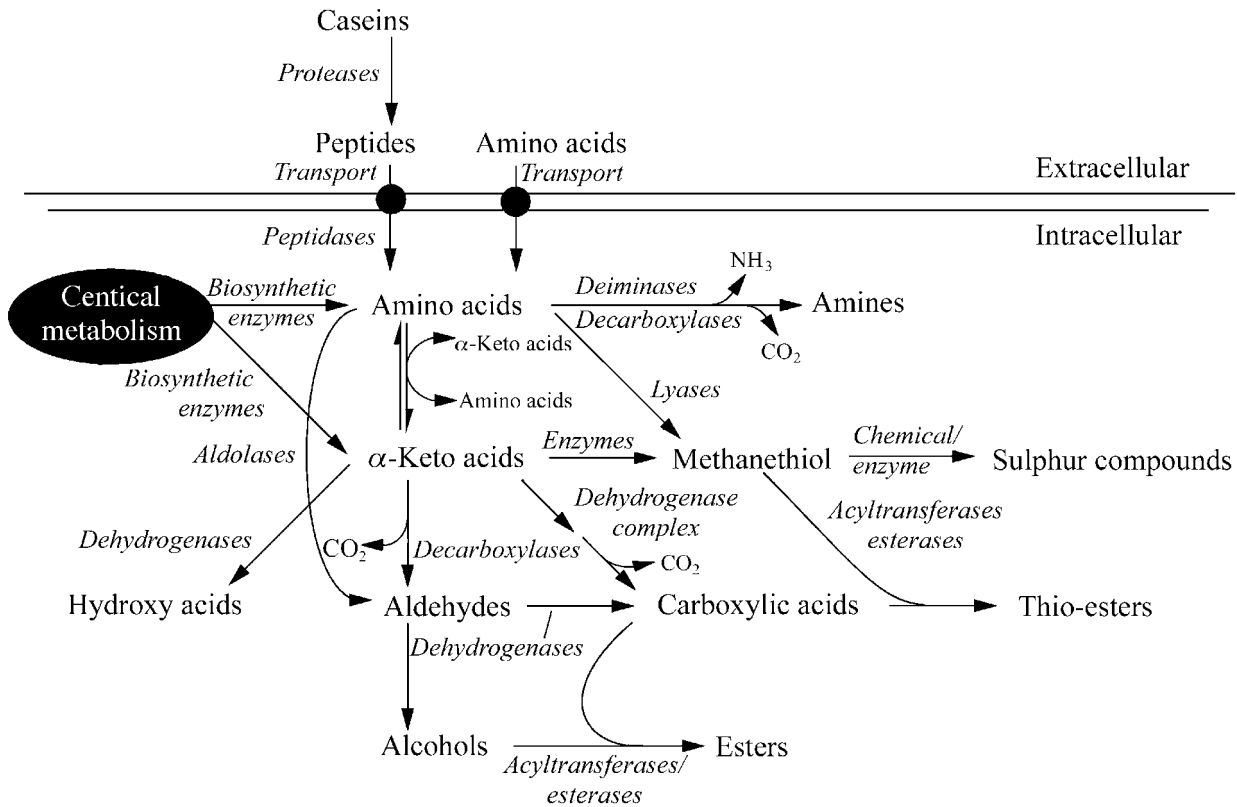 Caseins
Proteases
Peptides
Amino acids
Transport
Transport
Extracellular
Intracellular
Peptidases
NH3
Centical
metabolism
Biosynthetic
enzymes
Amino acids
Deiminases
Decarboxylases
Amines
CO2
α-Keto acids
Amino acids
Biosynthetic
enzymes
Lyases
Aldolases
α-Keto acids
Enzymes
Methanethiol
Chemical/
enzyme
Sulphur compounds
Dehydrogenases
CO2
Decarboxylases
Dehydrogenase
complex
CO2
Acyltransferases
esterases
Hydroxy acids
Aldehydes
Dehydrogenases
Carboxylic acids
Thio-esters
Alcohols
Acyltransferases/
esterases
Esters